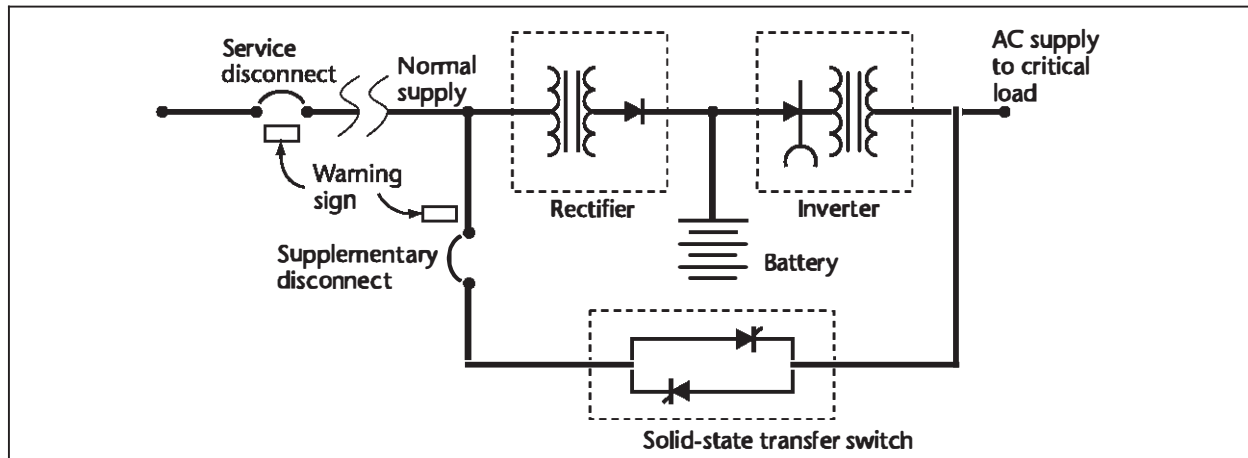 Service
disconnect
Normal
supply
AC supply
to critical
load
Warning
sign
Rectifier
Inverter
Supplementary
disconnect
Battery
Solid-state transfer switch